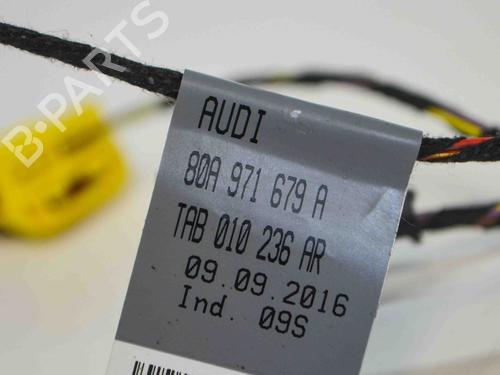 B-PARTS
AUDI
80A 971 679 A
TAB 010 236 AR
09.09.2016
Ind. 09S